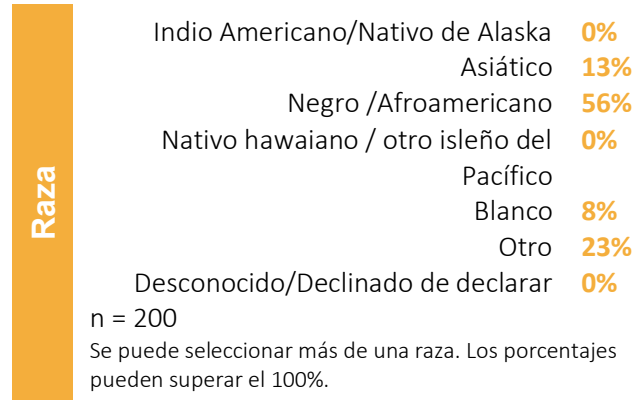 Raza
Indio Americano/Nativo de Alaska 0%
Asiático 13%
Negro /Afroamericano 56%
Nativo hawaiano / otro isleño del 0%
Pacífico
Blanco 8%
Otro 23%
Desconocido/Declinado de declarar 0%
n = 200
Se puede seleccionar más de una raza. Los porcentajes
pueden superar el 100%.